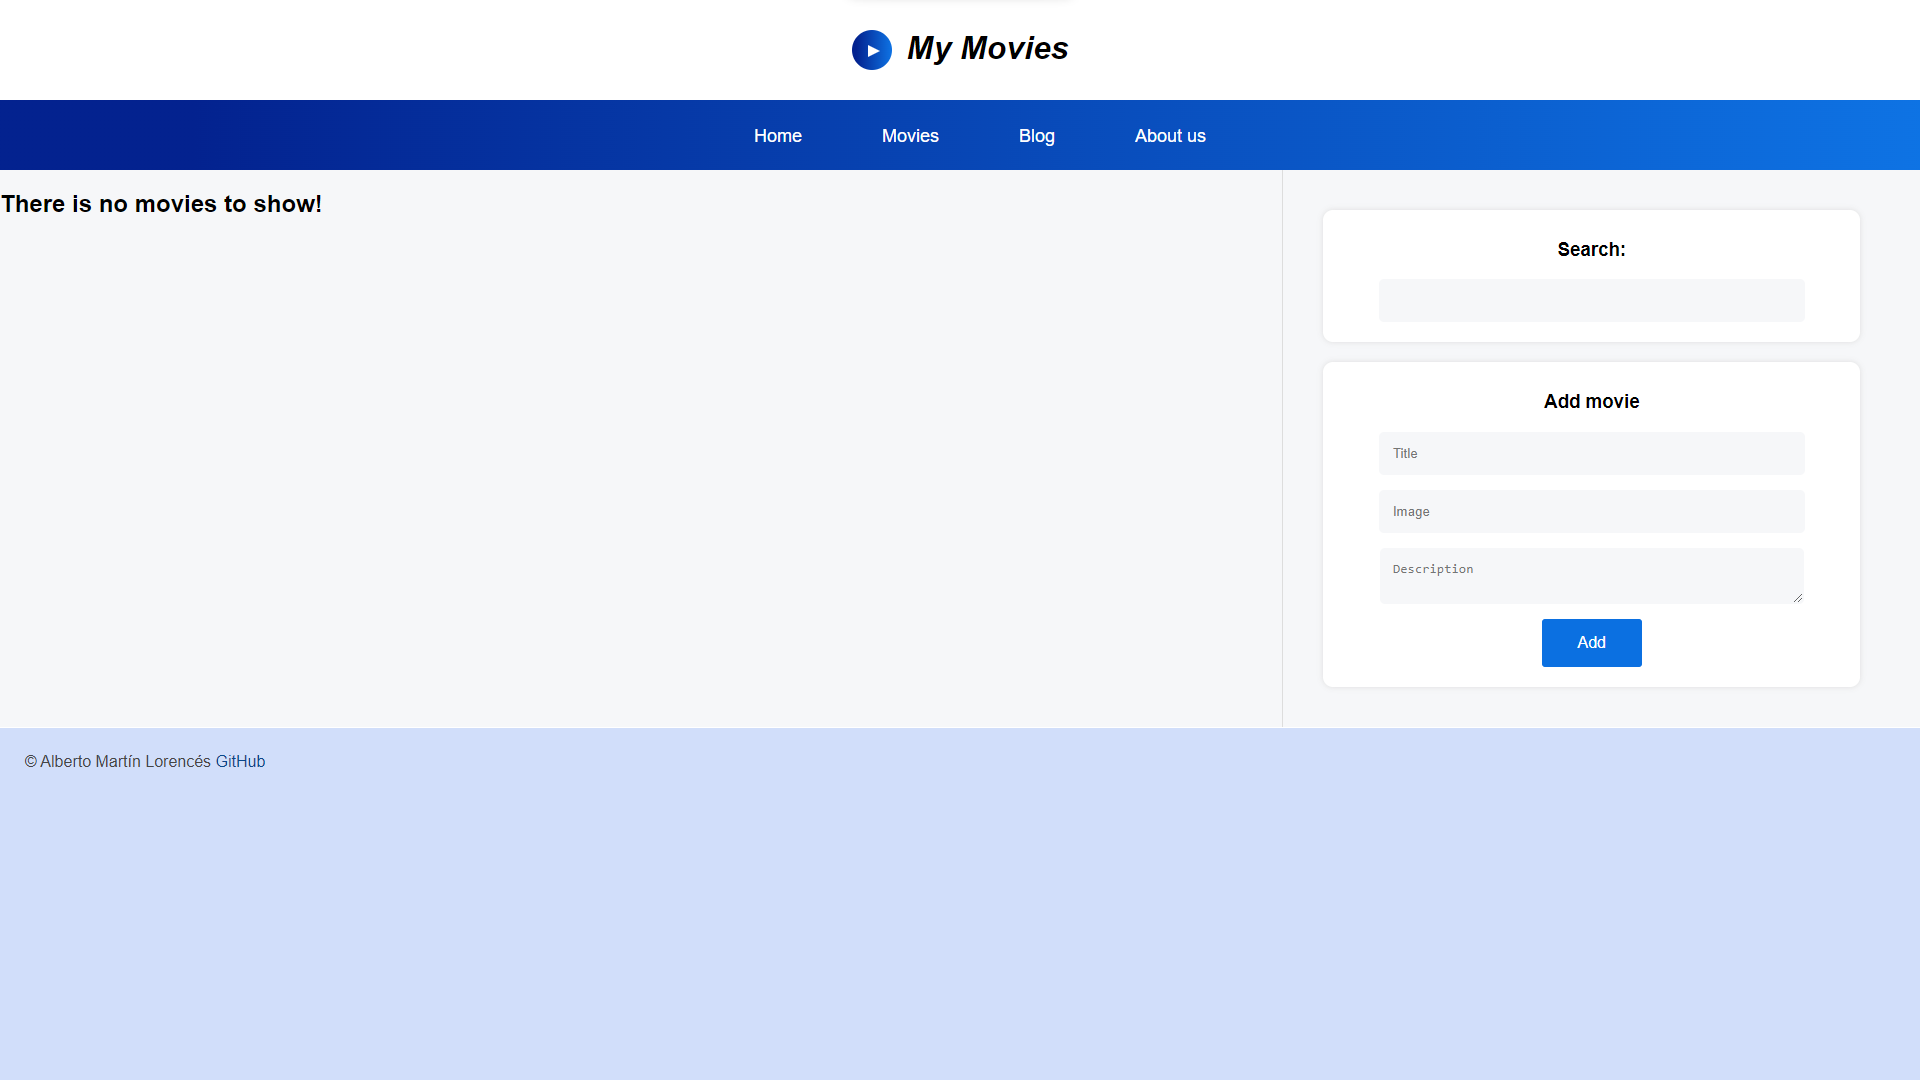 My Movies
Home Movies Blog About us
There is no movies to show!
Search:
Add movie
Title
Image
Description
Add
© Alberto Martín Lorencés GitHub